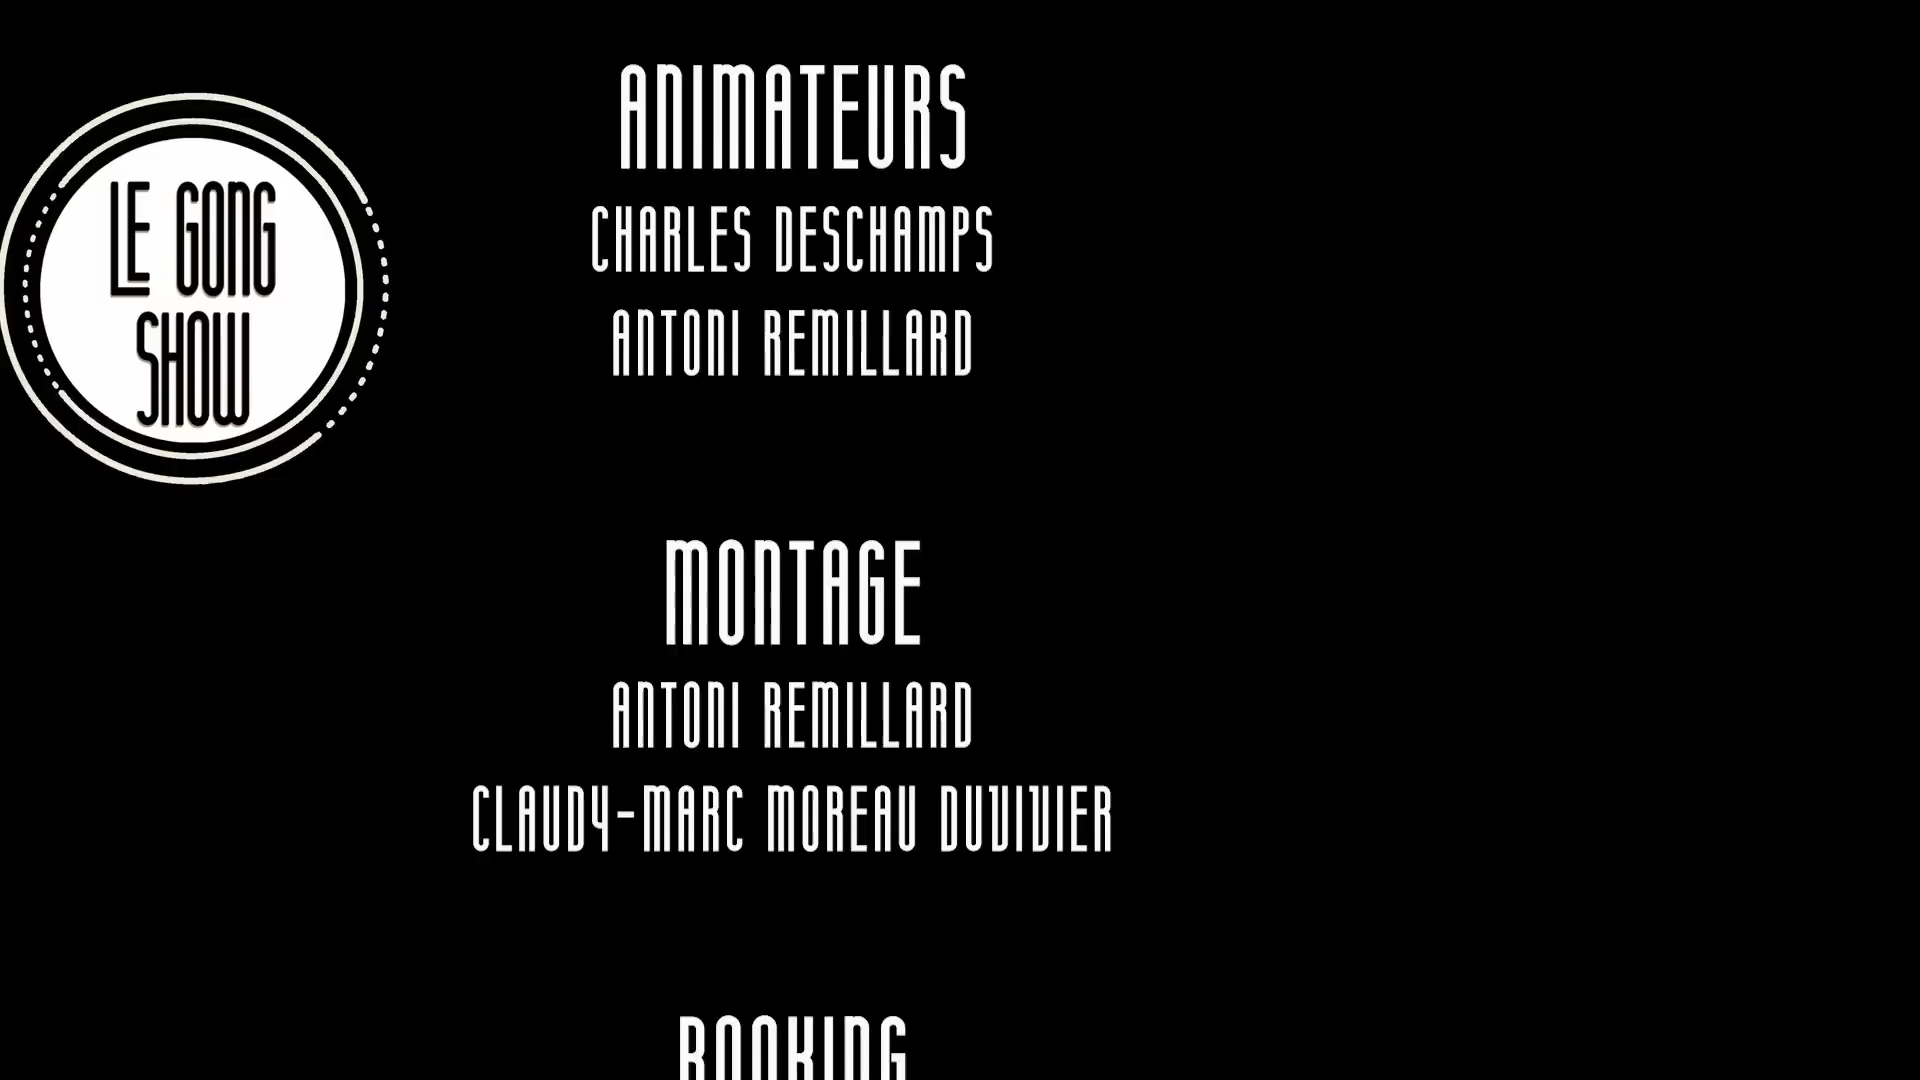 LE GONG
SHOW
ANIMATEURS
CHARLES DESCHAMPS
ANTONI REMILLARD
MONTAGE
ANTONI REMILLARD
CLAUDY-MARC MOREAU DUVIVIER
BOOKING